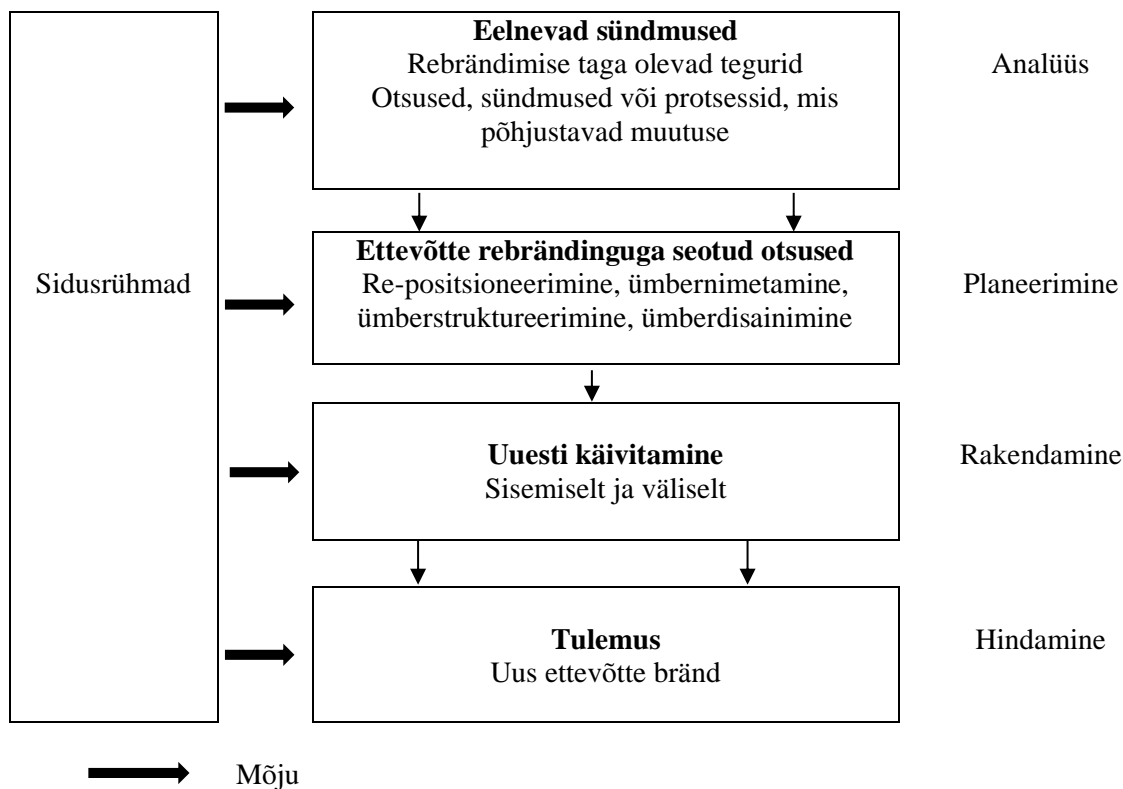 Eelnevad sündmused
Rebrändimise taga olevad tegurid
Otsused, sündmused või protsessid, mis
põhjustavad muutuse
Analüüs
Sidusrühmad
Ettevõtte rebrändinguga seotud otsused
Re-positsioneerimine, ümbernimetamine,
ümberstruktureerimine, ümberdisainimine
Planeerimine
Uuesti käivitamine
Sisemiselt ja väliselt
Rakendamine
Tulemus
Uus ettevõtte bränd
Hindamine
Mõju